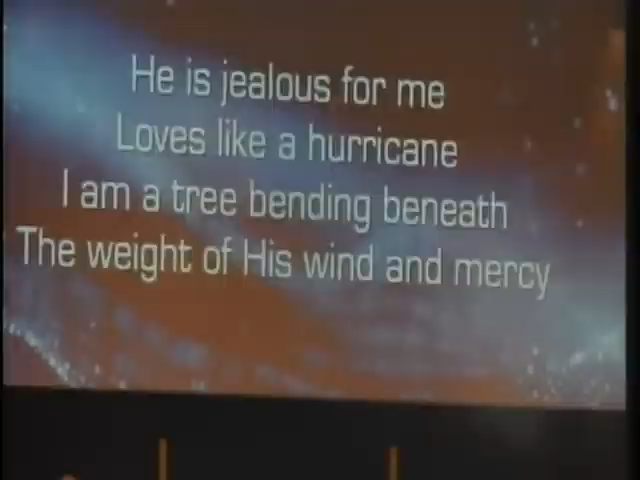 He is jealous for me
Loves like a hurricane
I am a tree bending beneath
The weight of His wind and mercy